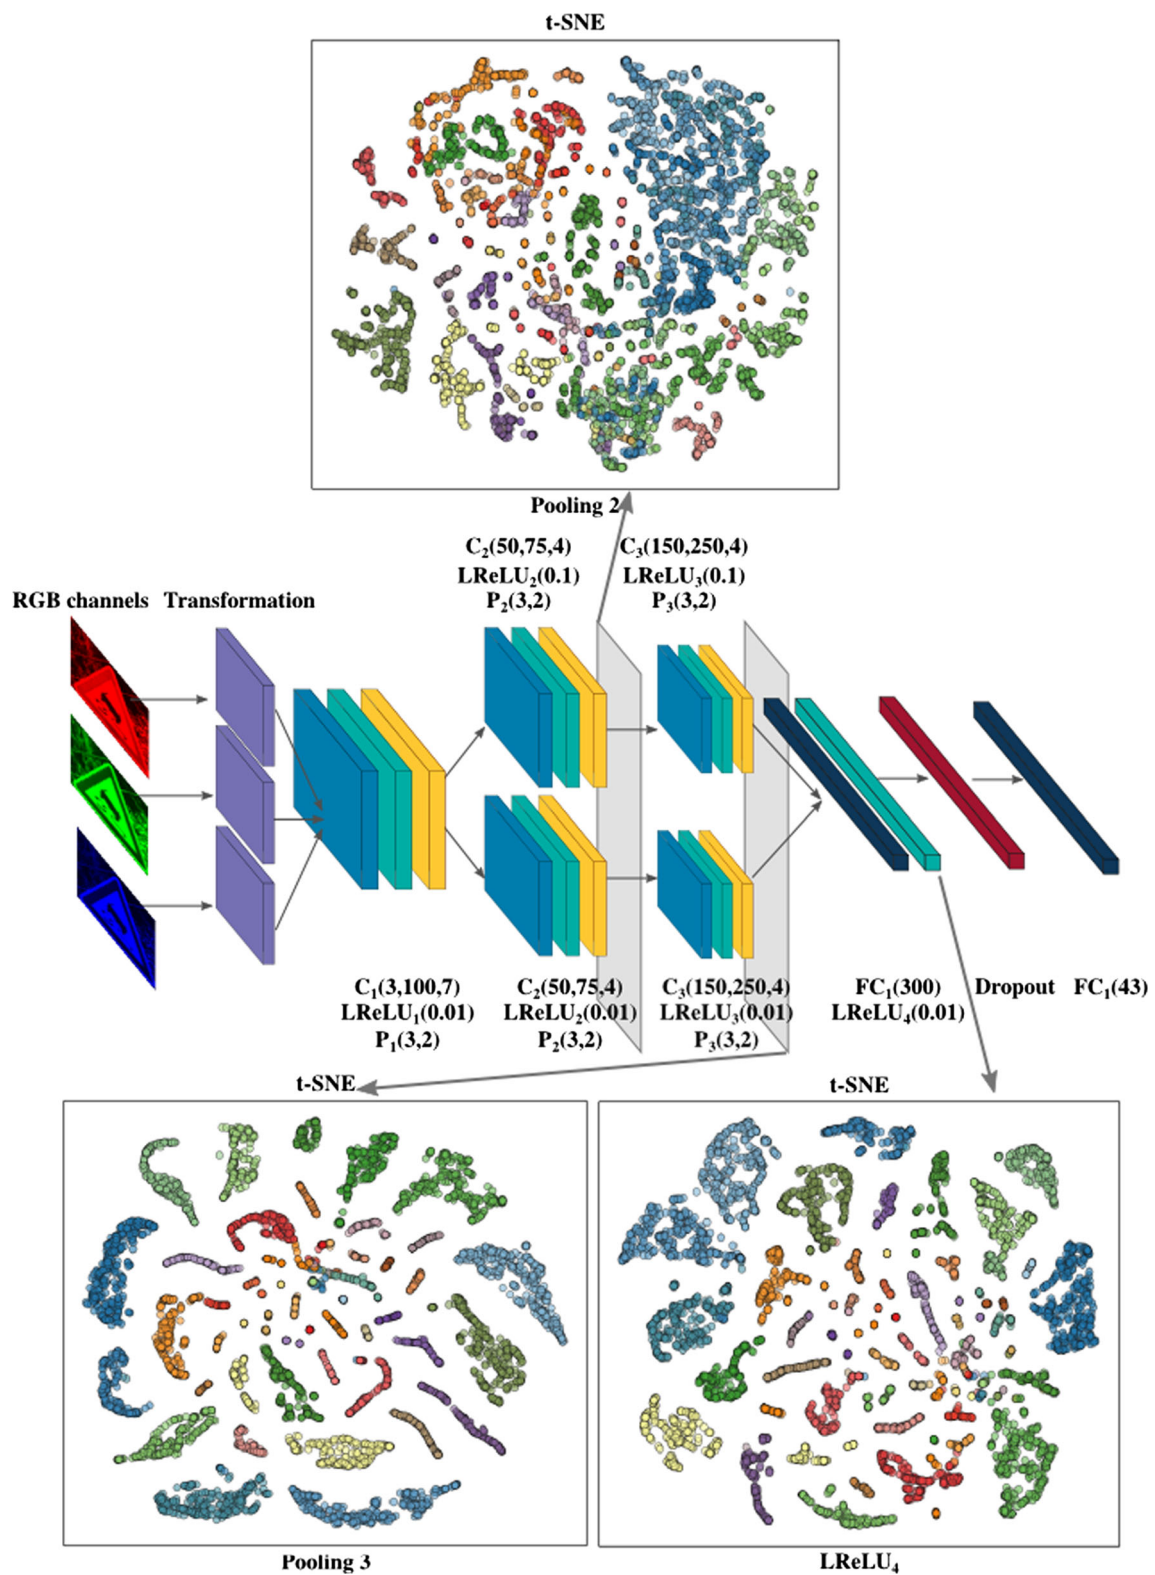 t-SNE
Pooling 2
C₂(50,75,4)
LReLU₂(0.1)
P₂(3,2)
C₃(150,250,4)
LReLU₃(0.1)
P₃(3,2)
RGB channels
Transformation
C₁(3,100,7)
LReLU₁(0.01)
P₁(3,2)
C₂(50,75,4)
LReLU₂(0.01)
P₂(3,2)
C₃(150,250,4)
LReLU₃(0.01)
P₃(3,2)
FC₁(300)
LReLU₄(0.01)
Dropout
FC₁(43)
t-SNE
t-SNE
Pooling 3
LReLU₄